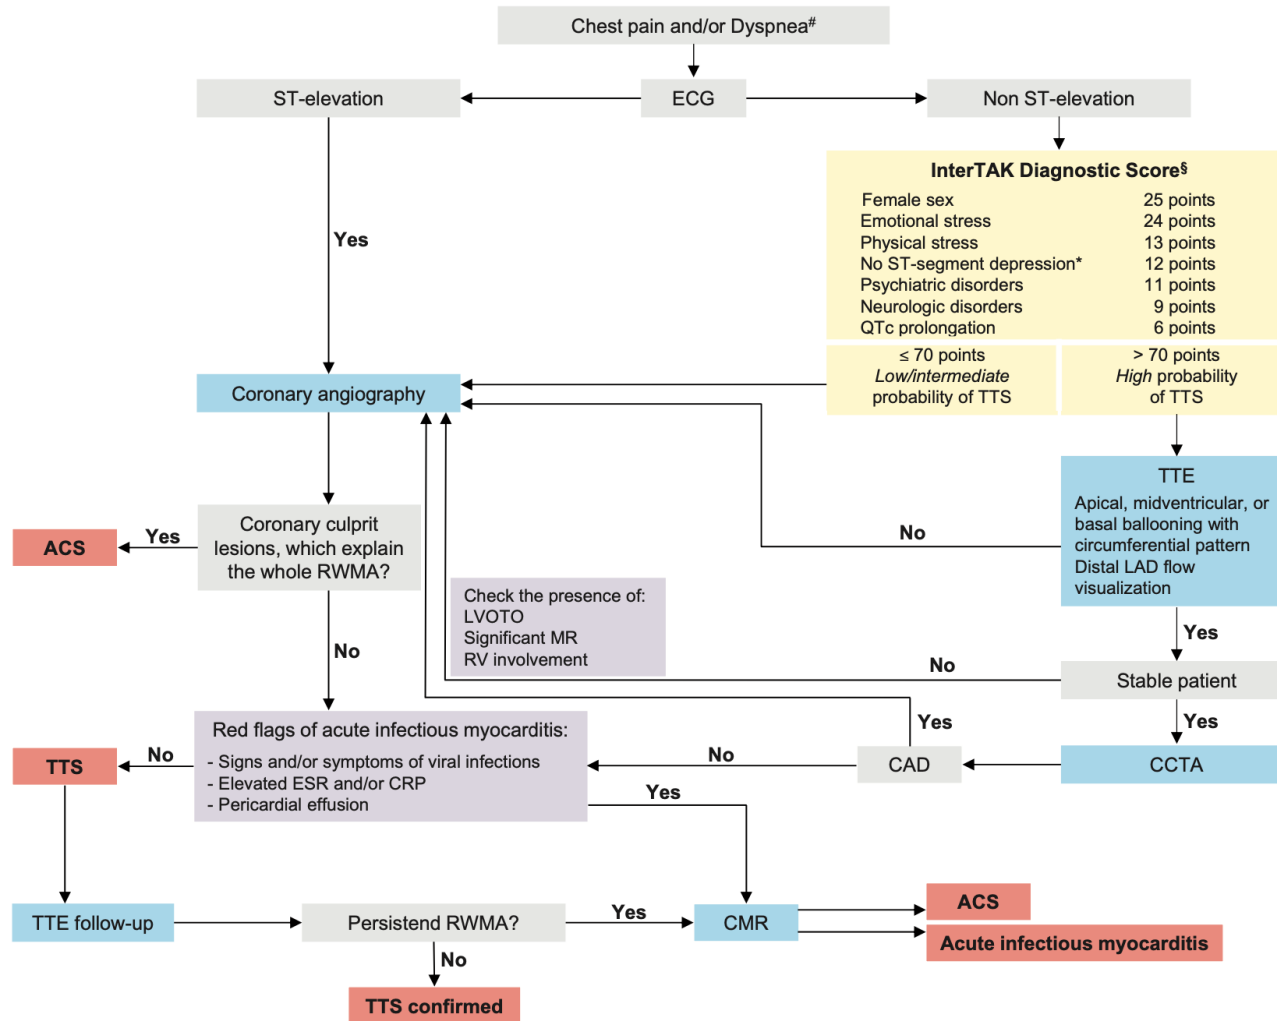 Chest pain and/or Dyspnea#
ST-elevation
ECG
Non ST-elevation
InterTAK Diagnostic Score§
Female sex 25 points
Emotional stress 24 points
Physical stress 13 points
No ST-segment depression* 12 points
Psychiatric disorders 11 points
Neurologic disorders 9 points
QTc prolongation 6 points
Yes
≤ 70 points
Low/intermediate
probability of TTS
> 70 points
High probability
of TTS
Coronary angiography
TTE
Apical, midventricular, or
basal ballooning with
circumferential pattern
Distal LAD flow
visualization
No
Coronary culprit
lesions, which explain
the whole RWMA?
Yes
ACS
Check the presence of:
LVOTO
Significant MR
RV involvement
Yes
No
No
Stable patient
Yes
Yes
Red flags of acute infectious myocarditis:
- Signs and/or symptoms of viral infections
- Elevated ESR and/or CRP
- Pericardial effusion
No
TTS
No
CAD
CCTA
Yes
TTE follow-up
Persistend RWMA?
Yes
CMR
ACS
Acute infectious myocarditis
No
TTS confirmed